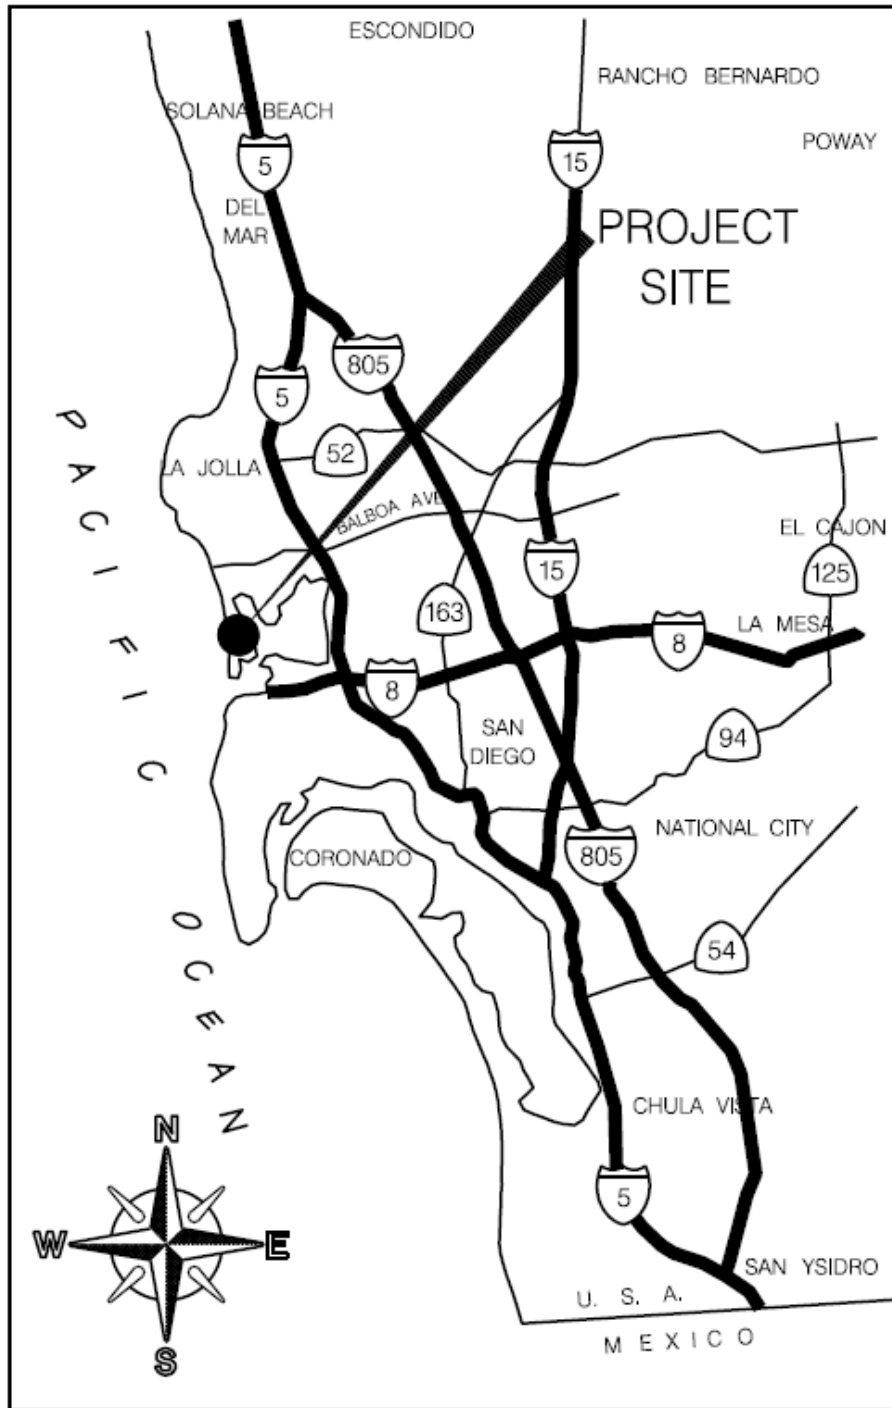 ESCONDIDO
RANCHO BERNARDO
SOLANA BEACH
POWAY
5
15
DEL
MAR
PROJECT
SITE
805
5
52
LA JOLLA
BALBOA AVE
EL CAJON
15
125
163
LA MESA
8
8
PACIFIC OCEAN
SAN
DIEGO
94
NATIONAL CITY
CORONADO
805
54
CHULA VISTA
5
SAN YSIDRO
U. S. A.
MEXICO
N
W
E
S